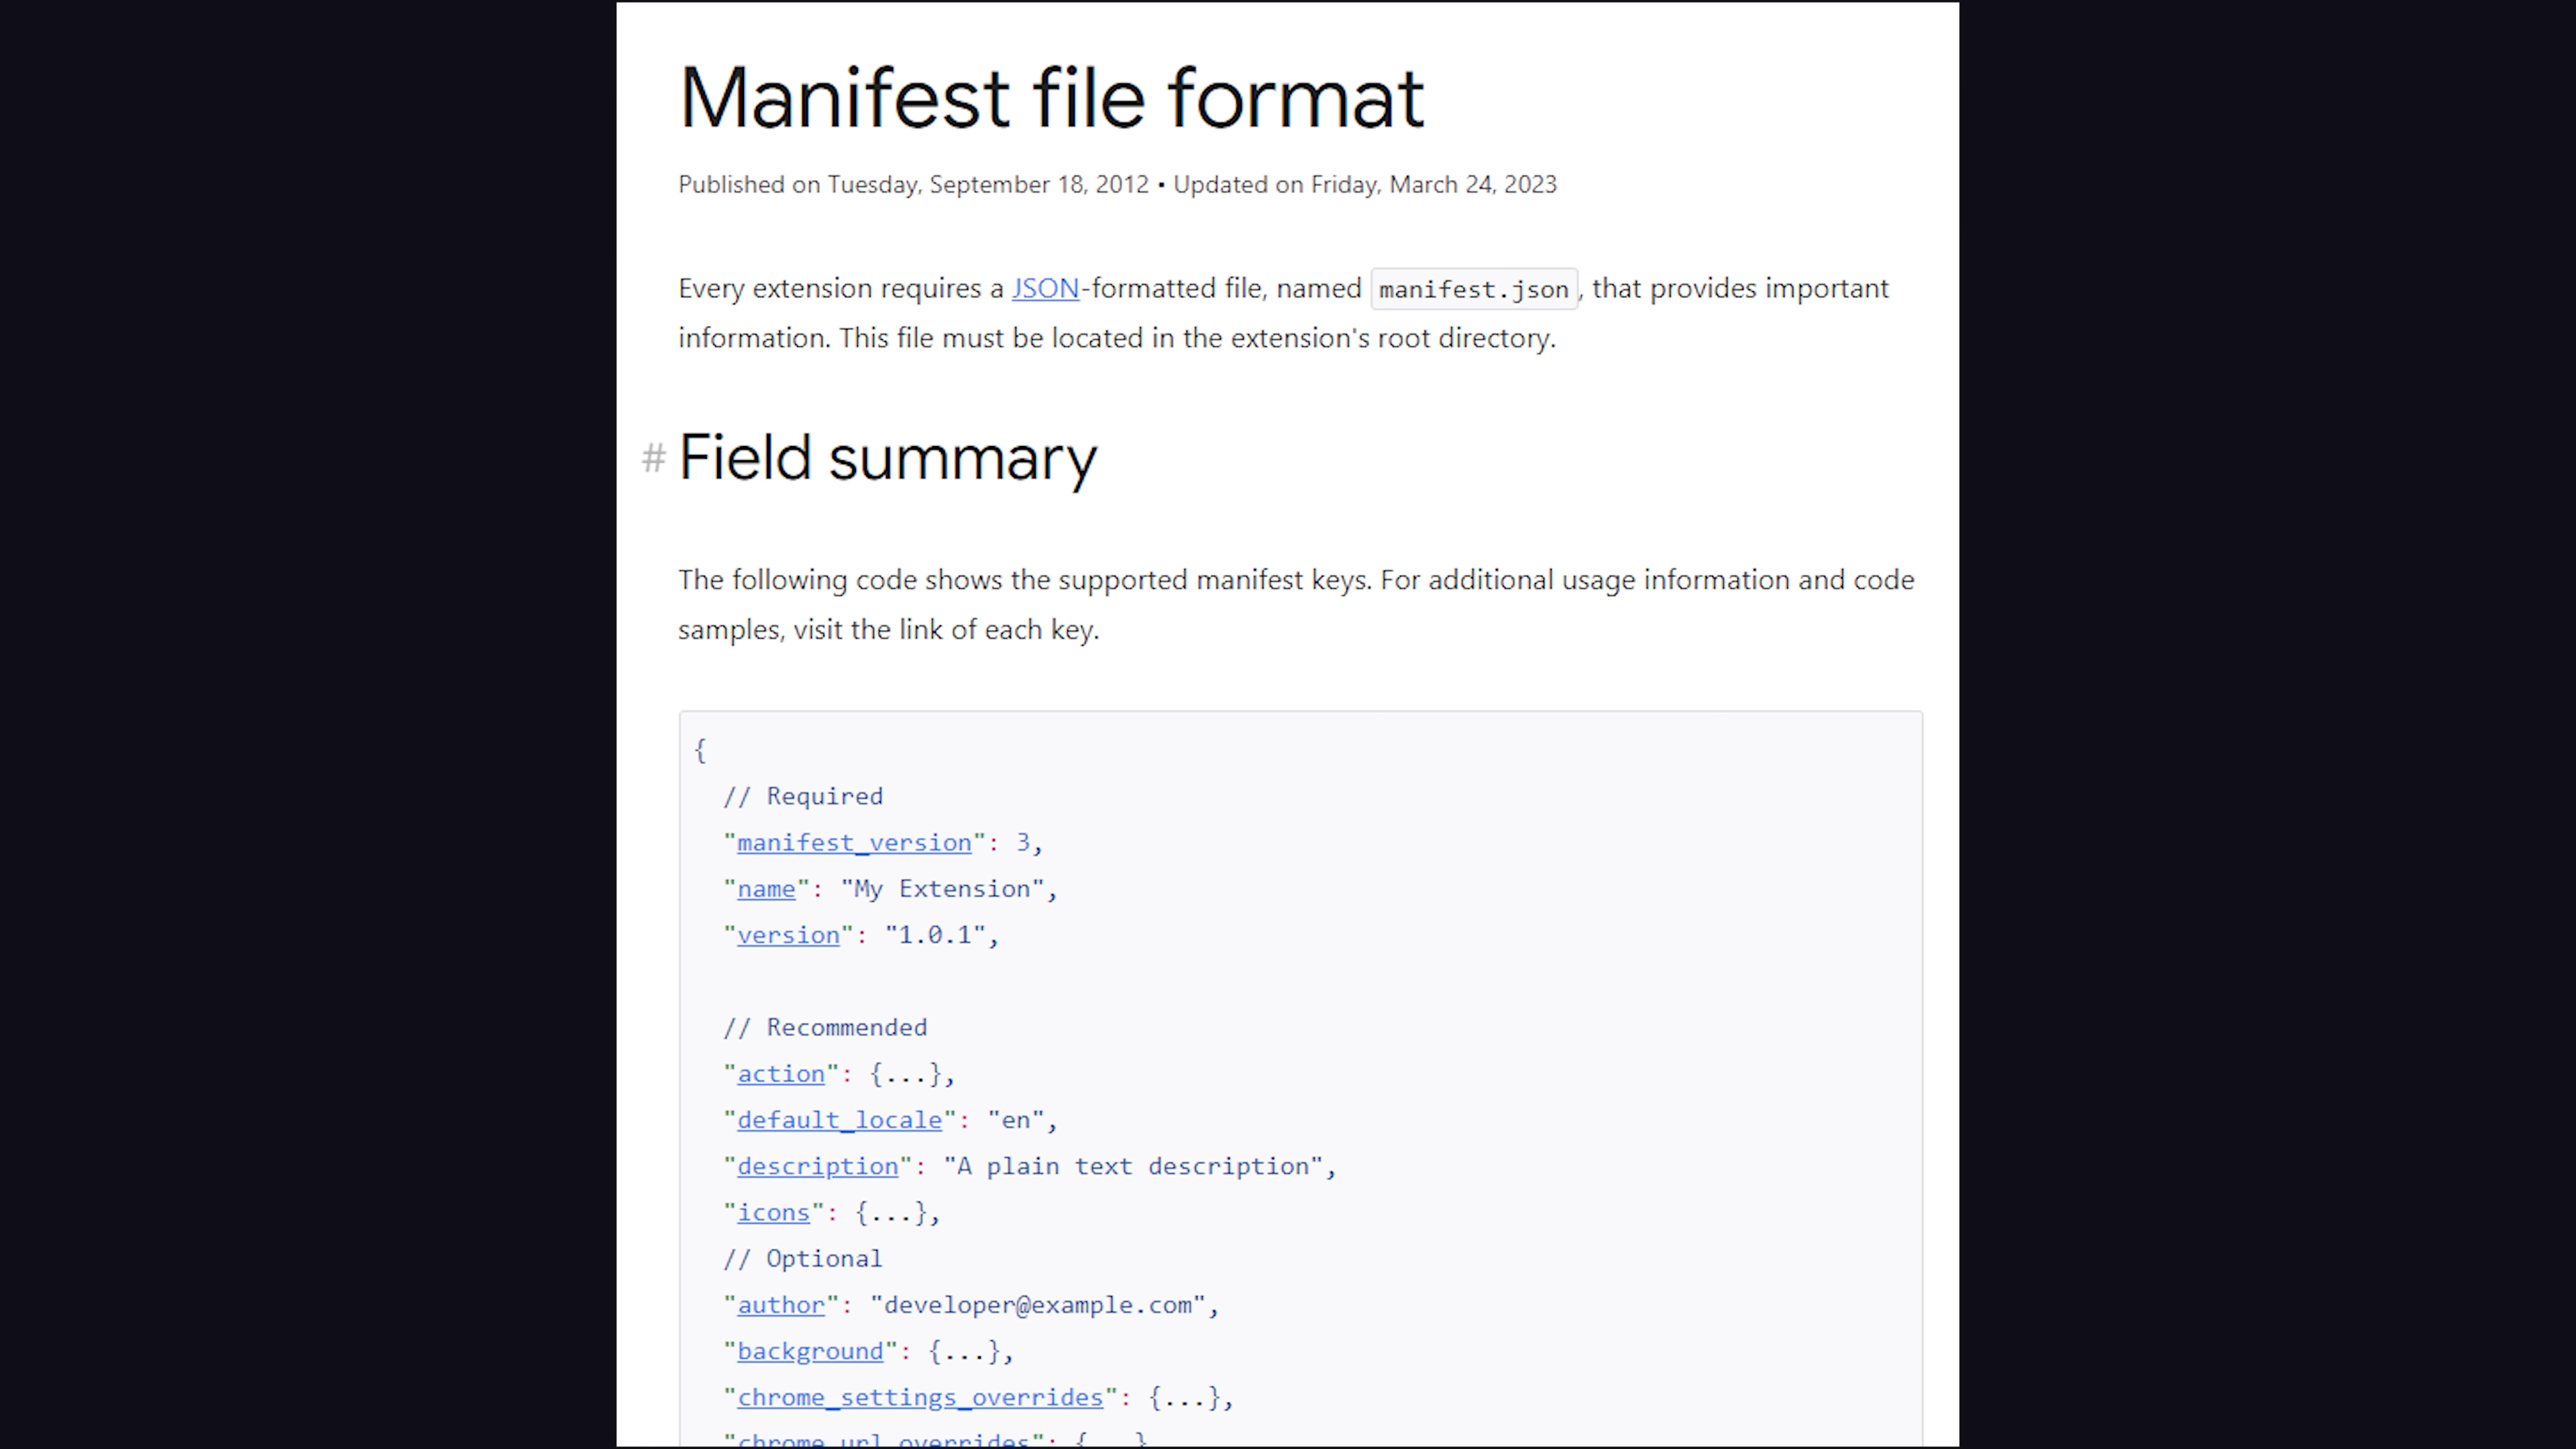 Manifest file format
Published on Tuesday, September 18, 2012 • Updated on Friday, March 24, 2023
Every extension requires a JSON-formatted file, named manifest.json, that provides important
information. This file must be located in the extension's root directory.
# Field summary
The following code shows the supported manifest keys. For additional usage information and code
samples, visit the link of each key.
{
  // Required
  "manifest_version": 3,
  "name": "My Extension",
  "version": "1.0.1",
  // Recommended
  "action": {...},
  "default_locale": "en",
  "description": "A plain text description",
  "icons": {...},
  // Optional
  "author": "developer@example.com",
  "background": {...},
  "chrome_settings_overrides": {...},
  "chrome_url_overrides": {...}